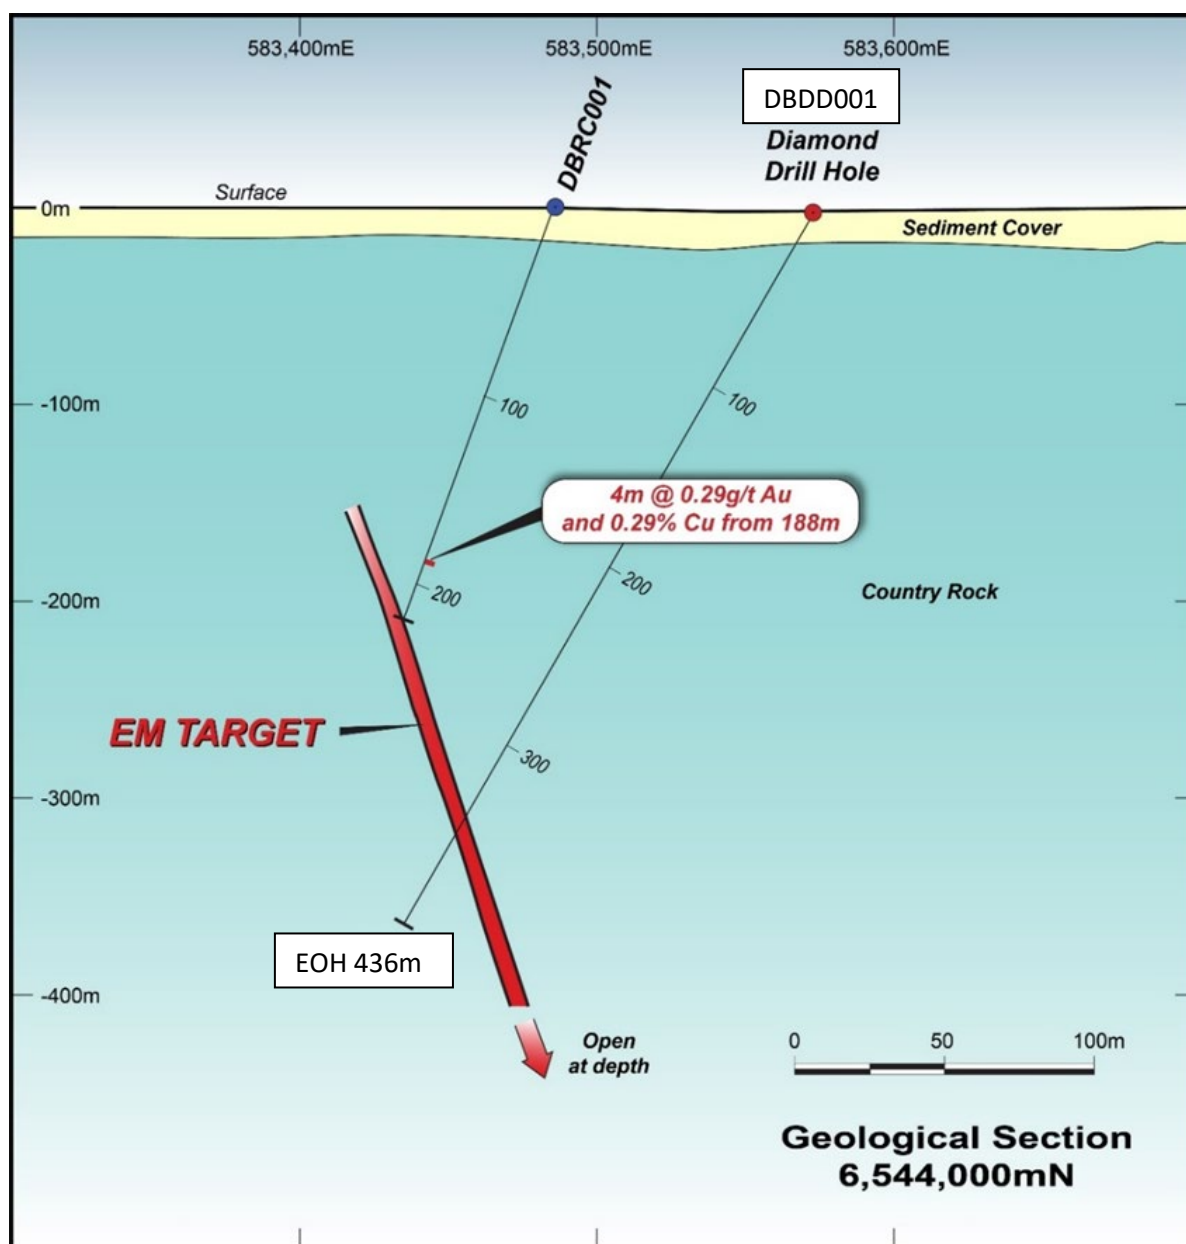 583,400mE
583,500mE
583,600mE
DBRC001
DBDD001
Diamond
Drill Hole
Surface
0m
Sediment Cover
100
100
-100m
4m @ 0.29g/t Au
and 0.29% Cu from 188m
200
200
Country Rock
-200m
EM TARGET
300
-300m
EOH 436m
-400m
Open
at depth
0
50
100m
Geological Section
6,544,000mN